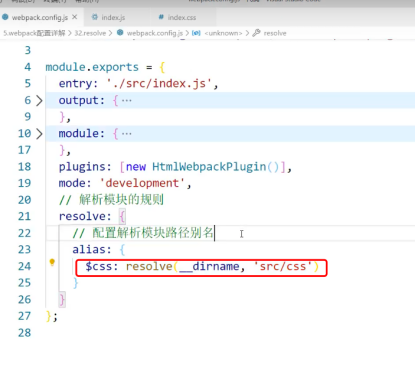 webpack.config.js
index.js
index.css
5.webpack配置详解 > 32.resolve > webpack.config.js > <unknown> > resolve
3
4 module.exports = {
5 entry: './src/index.js',
6 output: {…
9 },
10 module: {…
17 },
18 plugins: [new HtmlWebpackPlugin()],
19 mode: 'development',
20 // 解析模块的规则
21 resolve: {
22 // 配置解析模块路径别名
23 alias: {
24 $css: resolve(__dirname, 'src/css')
25 }
26 }
27 };
28